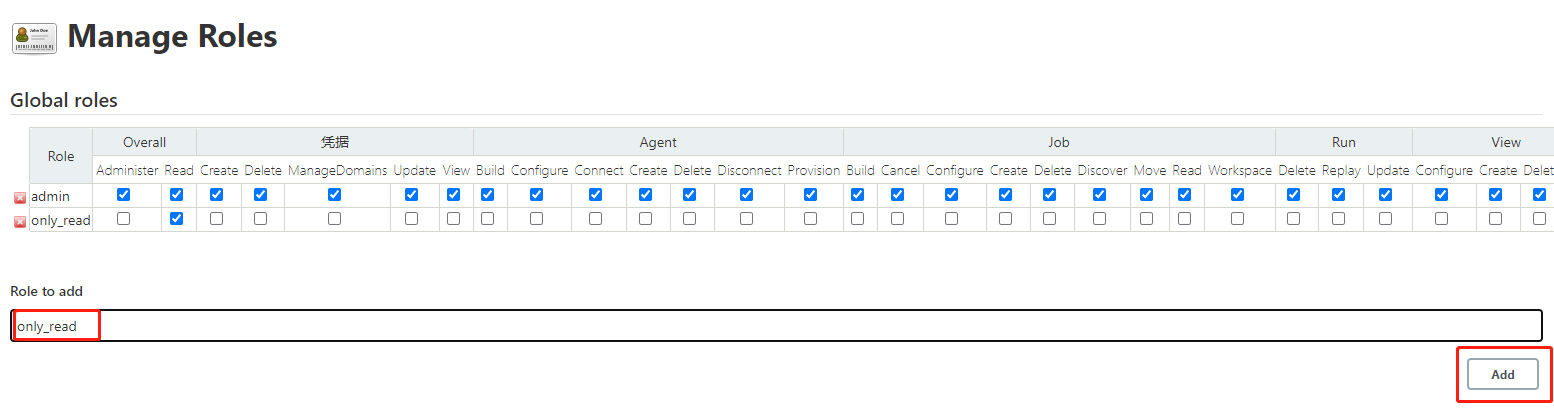 John Doe
Manage Roles
Global roles
Role Overall 凭据 Agent Job Run View
Administer Read Create Delete ManageDomains Update View Build Configure Connect Create Delete Disconnect Provision Build Cancel Configure Create Delete Discover Move Read Workspace Delete Replay Update Configure Create Delet
admin
only_read
Role to add
only_read
Add